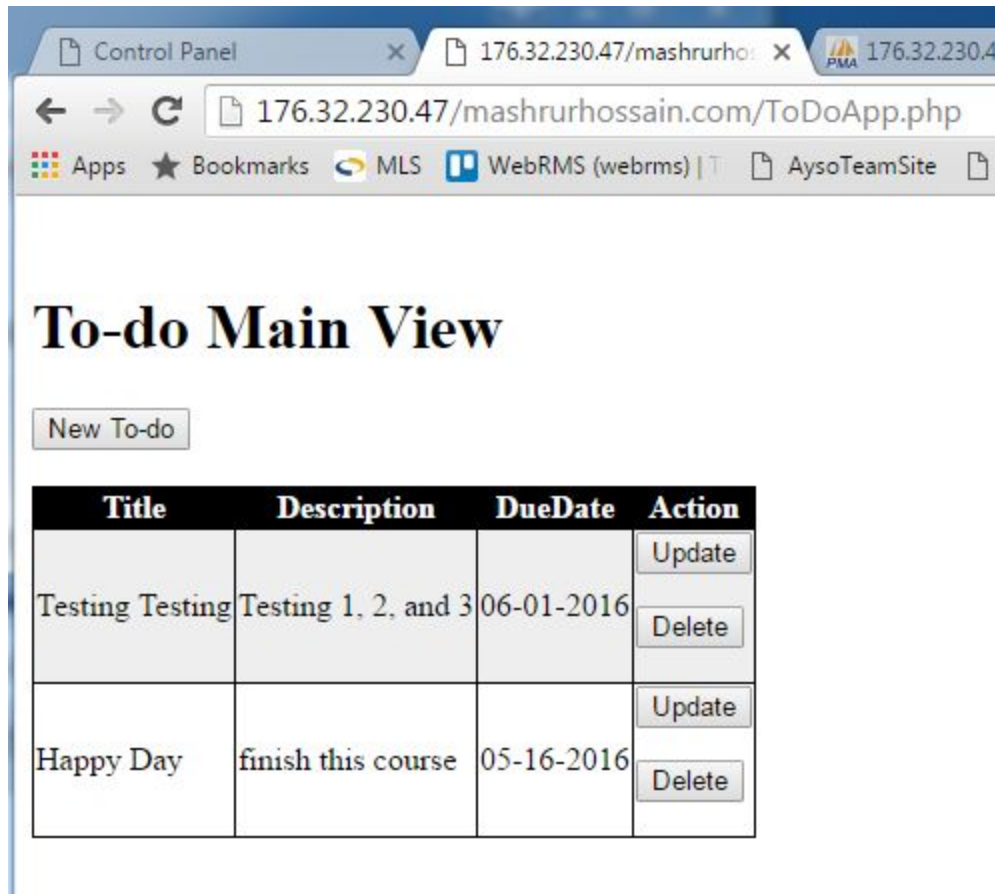 Control Panel 176.32.230.47/mashrurho 176.32.230.4
176.32.230.47/mashrurhossain.com/ToDoApp.php
Apps Bookmarks MLS WebRMS (webrms) | T AysoTeamSite
To-do Main View
New To-do
Title Description DueDate Action
Testing Testing Testing 1, 2, and 3 06-01-2016 Update
Delete
Happy Day finish this course 05-16-2016 Update
Delete